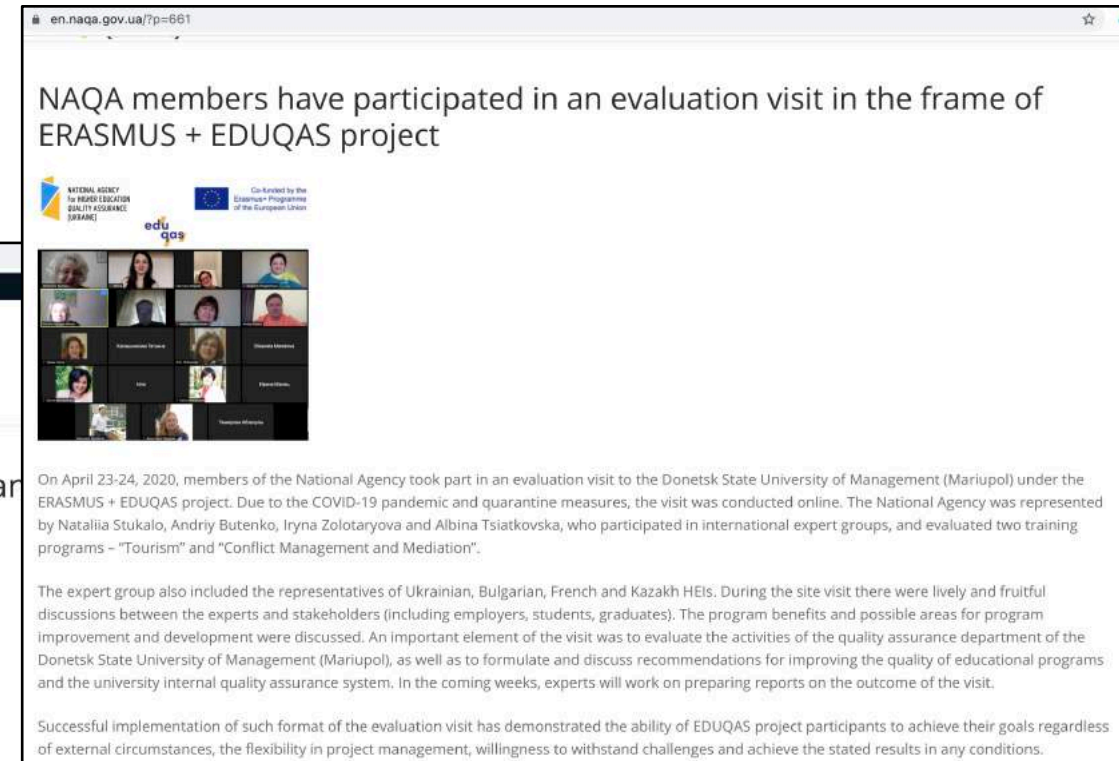 en.naqa.gov.ua/?p=661
NAQA members have participated in an evaluation visit in the frame of
ERASMUS + EDUQAS project
NATIONAL AGENCY
for HIGHER EDUCATION
QUALITY ASSURANCE
[UKRAINE]
edu
qas
Co-funded by the
Erasmus+ Programme
of the European Union
ar
On April 23-24, 2020, members of the National Agency took part in an evaluation visit to the Donetsk State University of Management (Mariupol) under the
ERASMUS + EDUQAS project. Due to the COVID-19 pandemic and quarantine measures, the visit was conducted online. The National Agency was represented
by Nataliia Stukalo, Andriy Butenko, Iryna Zolotaryova and Albina Tsiatkovska, who participated in international expert groups, and evaluated two training
programs – "Tourism" and "Conflict Management and Mediation".
The expert group also included the representatives of Ukrainian, Bulgarian, French and Kazakh HEIs. During the site visit there were lively and fruitful
discussions between the experts and stakeholders (including employers, students, graduates). The program benefits and possible areas for program
improvement and development were discussed. An important element of the visit was to evaluate the activities of the quality assurance department of the
Donetsk State University of Management (Mariupol), as well as to formulate and discuss recommendations for improving the quality of educational programs
and the university internal quality assurance system. In the coming weeks, experts will work on preparing reports on the outcome of the visit.
Successful implementation of such format of the evaluation visit has demonstrated the ability of EDUQAS project participants to achieve their goals regardless
of external circumstances, the flexibility in project management, willingness to withstand challenges and achieve the stated results in any conditions.